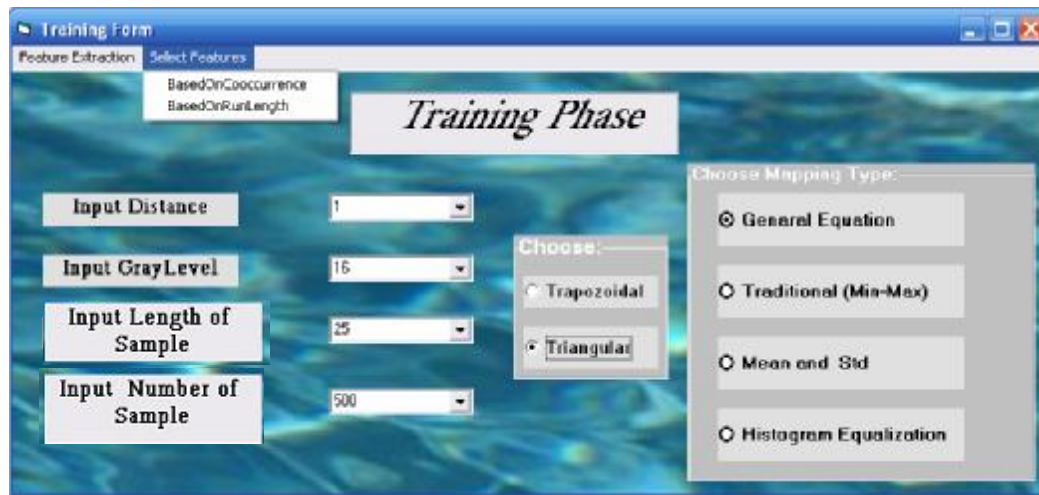 Training Form
Feature Extraction Select Features
BasedOnCooccurrence
BasedOnRunLength
Training Phase
Input Distance
1
Input GrayLevel
16
Input Length of
Sample
25
Input Number of
Sample
500
Choose:
Trapozoidal
Triangular
Choose Mapping Type:
General Equation
Traditional (Min-Max)
Mean and Std
Histogram Equalization